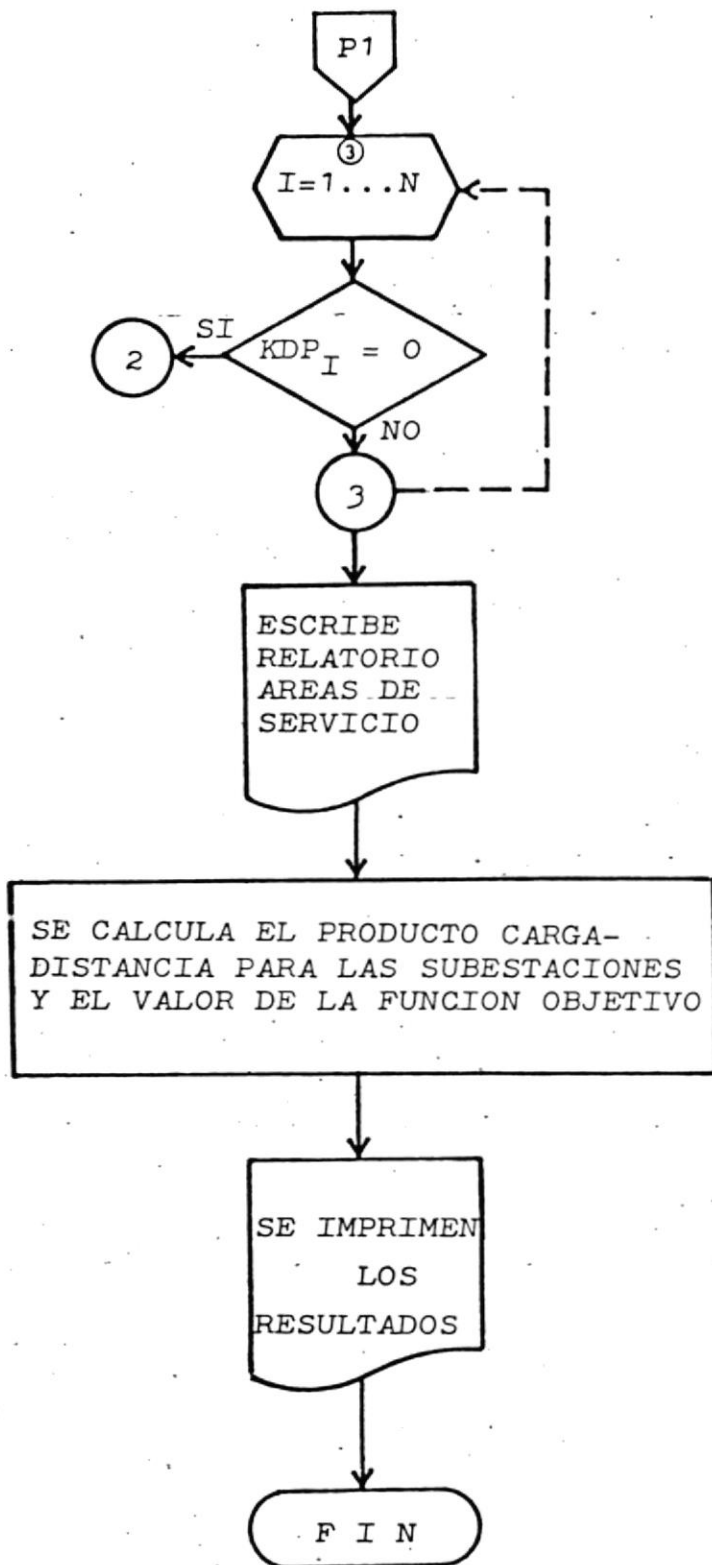 P1
3
I=1...N
SI
2
KDP_I = 0
NO
3
ESCRIBE
RELATORIO
AREAS DE
SERVICIO
SE CALCULA EL PRODUCTO CARGA-
DISTANCIA PARA LAS SUBESTACIONES
Y EL VALOR DE LA FUNCION OBJETIVO
SE IMPRIMEN
LOS
RESULTADOS
F I N